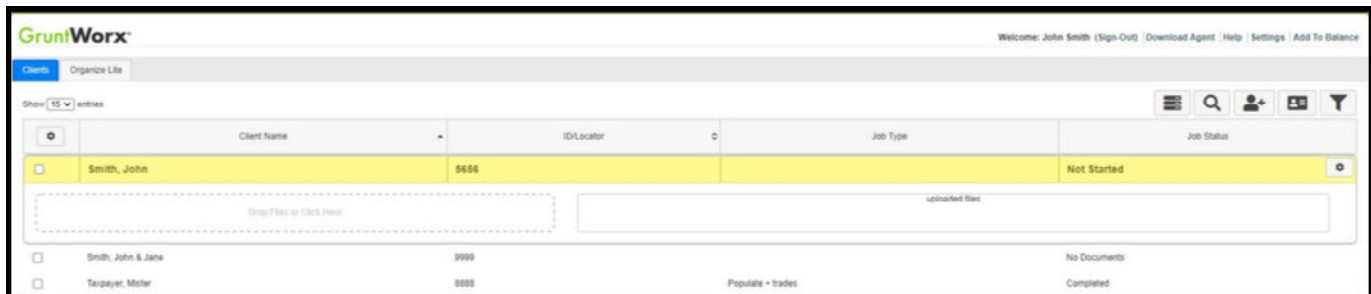 GruntWorx
Welcome: John Smith (Sign-Out) | Download Agent | Help | Settings | Add To Balance
Clients Organize Lite
Show 15 entries
Client Name ID/Locator Job Type Job Status
Smith, John 5656 Not Started
Drop Files or Click Here uploaded files
Smith, John & Jane 9999 No Documents
Taxpayer, Mister 8888 Populate + trades Completed